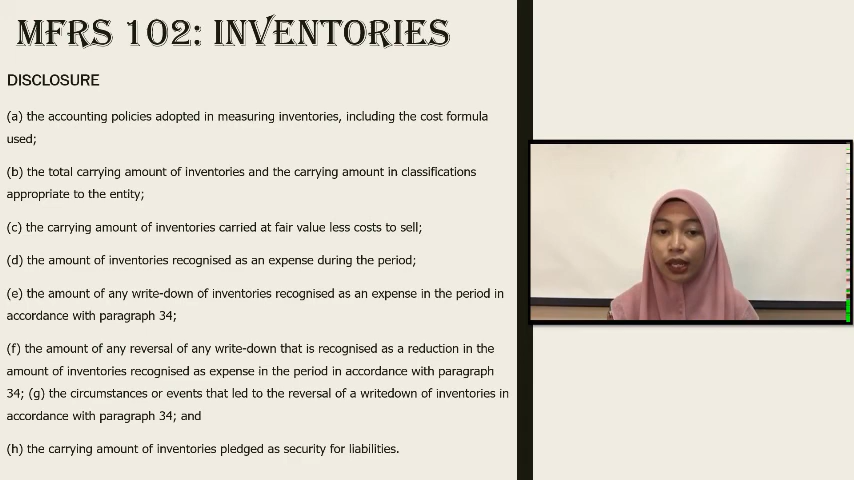 MFRS 102: INVENTORIES
DISCLOSURE
(a) the accounting policies adopted in measuring inventories, including the cost formula
used;
(b) the total carrying amount of inventories and the carrying amount in classifications
appropriate to the entity;
(c) the carrying amount of inventories carried at fair value less costs to sell;
(d) the amount of inventories recognised as an expense during the period;
(e) the amount of any write-down of inventories recognised as an expense in the period in
accordance with paragraph 34;
(f) the amount of any reversal of any write-down that is recognised as a reduction in the
amount of inventories recognised as expense in the period in accordance with paragraph
34; (g) the circumstances or events that led to the reversal of a writedown of inventories in
accordance with paragraph 34; and
(h) the carrying amount of inventories pledged as security for liabilities.